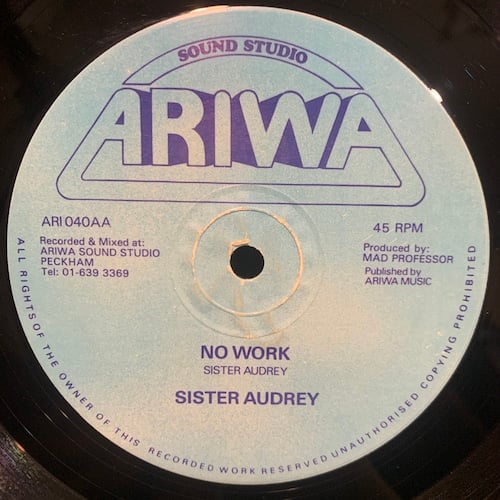 SOUND STUDIO
ARIWA
ARI 040AA
45 RPM
Recorded & Mixed at:
ARIWA SOUND STUDIO
PECKHAM
Tel: 01-639 3369
Produced by:
MAD PROFESSOR
Published by
ARIWA MUSIC
NO WORK
SISTER AUDREY
SISTER AUDREY
ALL RIGHTS OF THE OWNER OF THIS RECORDED WORK RESERVED UNAUTHORISED COPYING PROHIBITED